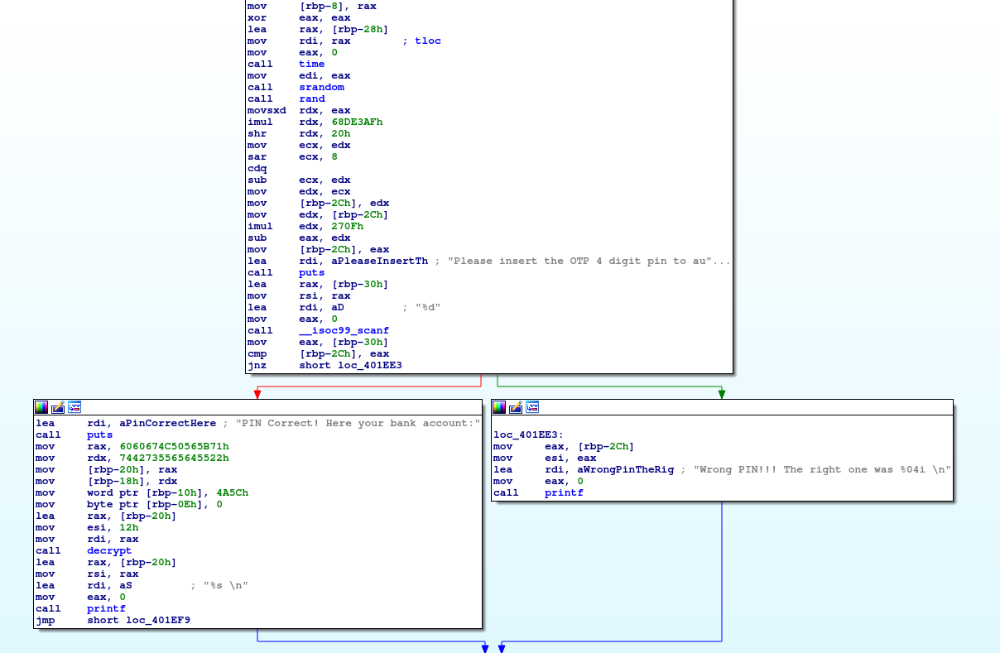 mov [rbp-8], rax
xor eax, eax
lea rax, [rbp-28h]
mov rdi, rax ; tloc
mov eax, 0
call time
mov edi, eax
call srandom
call rand
movsxd rdx, eax
imul rdx, 68DE3AFh
shr rdx, 20h
mov ecx, edx
sar ecx, 8
cdq
sub ecx, edx
mov edx, ecx
mov [rbp-2Ch], edx
mov edx, [rbp-2Ch]
imul edx, 270Fh
sub eax, edx
mov [rbp-2Ch], eax
lea rdi, aPleaseInsertTh ; "Please insert the OTP 4 digit pin to au"...
call puts
lea rax, [rbp-30h]
mov rsi, rax
lea rdi, aD ; "%d"
mov eax, 0
call __isoc99_scanf
mov eax, [rbp-30h]
cmp [rbp-2Ch], eax
jnz short loc_401EE3
lea rdi, aPinCorrectHere ; "PIN Correct! Here your bank account:"
call puts
mov rax, 6060674C50565B71h
mov rdx, 7442735565645522h
mov [rbp-20h], rax
mov [rbp-18h], rdx
mov word ptr [rbp-10h], 4A5Ch
mov byte ptr [rbp-0Eh], 0
lea rax, [rbp-20h]
mov esi, 12h
mov rdi, rax
call decrypt
lea rax, [rbp-20h]
mov rsi, rax
lea rdi, aS ; "%s \n"
mov eax, 0
call printf
jmp short loc_401EF9
loc_401EE3:
mov eax, [rbp-2Ch]
mov esi, eax
lea rdi, aWrongPinTheRig ; "Wrong PIN!!! The right one was %04i \n"
mov eax, 0
call printf